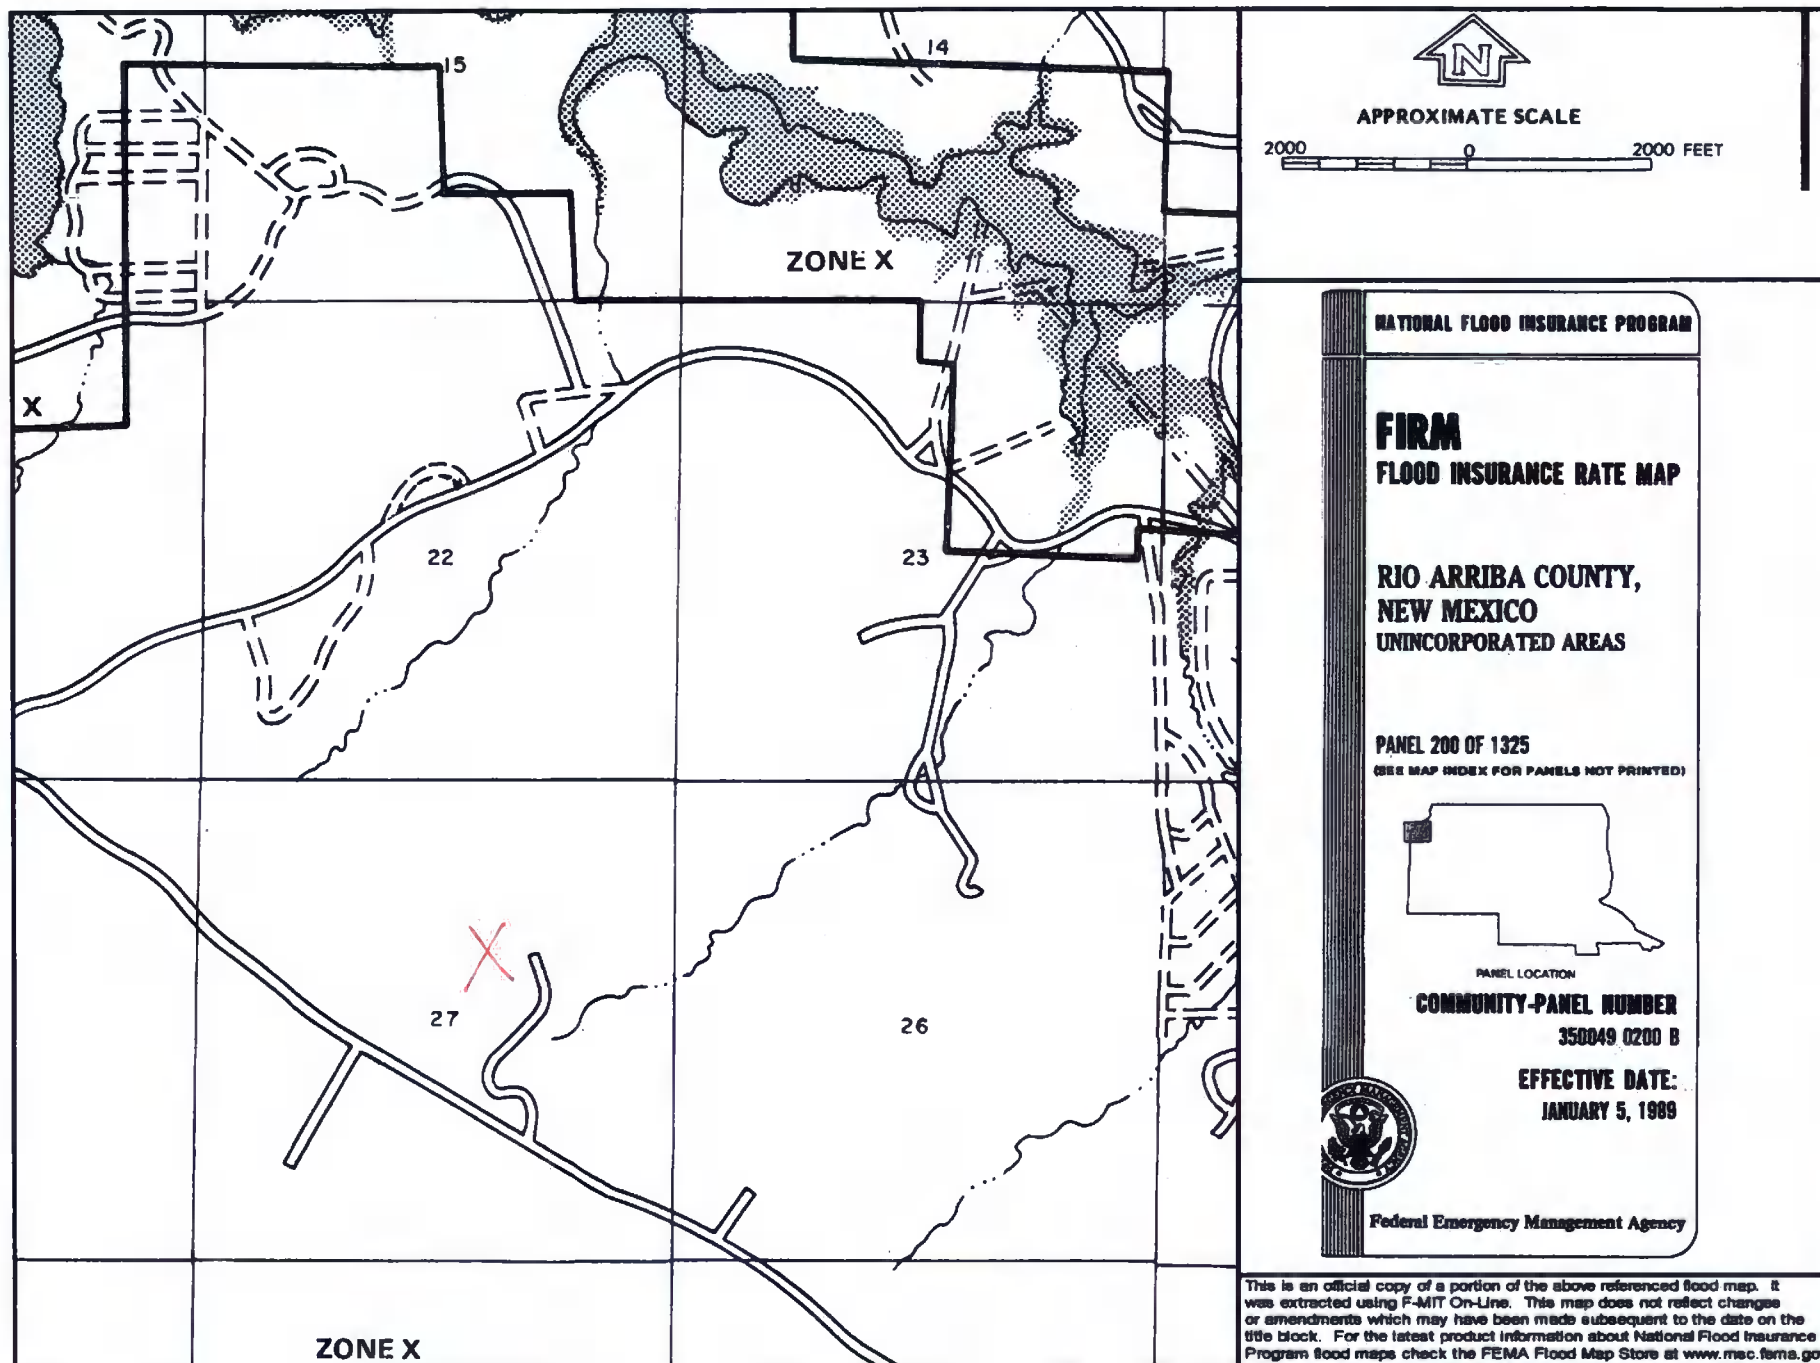 15
14
ZONE X
X
22
23
27
26
ZONE X
N
APPROXIMATE SCALE
2000 0 2000 FEET
NATIONAL FLOOD INSURANCE PROGRAM
FIRM
FLOOD INSURANCE RATE MAP
RIO ARRIBA COUNTY,
NEW MEXICO
UNINCORPORATED AREAS
PANEL 200 OF 1325
(SEE MAP INDEX FOR PANELS NOT PRINTED)
PANEL LOCATION
COMMUNITY-PANEL NUMBER
350049 0200 B
EFFECTIVE DATE:
JANUARY 5, 1989
Federal Emergency Management Agency
This is an official copy of a portion of the above referenced flood map. It
was extracted using F-MIT On-Line. This map does not reflect changes
or amendments which may have been made subsequent to the date on the
title block. For the latest product information about National Flood Insurance
Program flood maps check the FEMA Flood Map Store at www.msc.fema.go